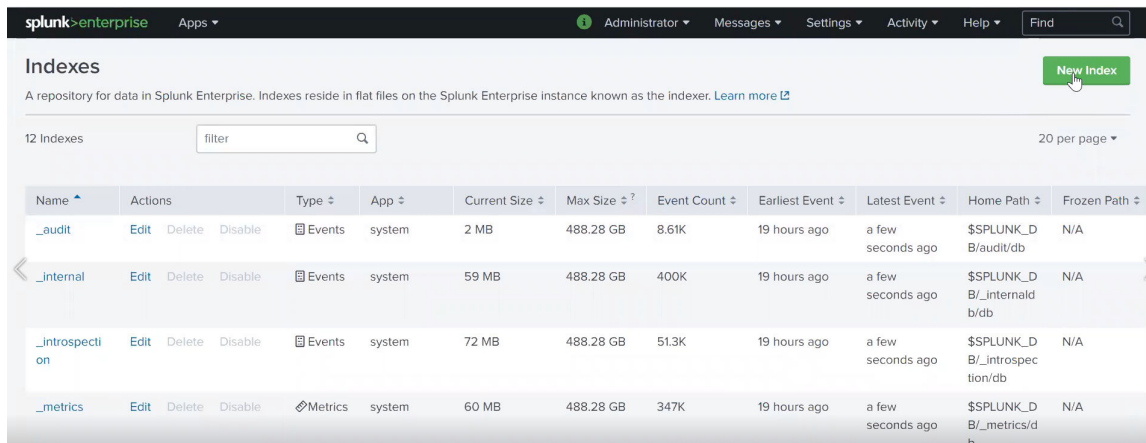 splunk>enterprise Apps Administrator Messages Settings Activity Help Find
Indexes
New Index
A repository for data in Splunk Enterprise. Indexes reside in flat files on the Splunk Enterprise instance known as the indexer. Learn more
12 Indexes filter 20 per page
Name Actions Type App Current Size Max Size ? Event Count Earliest Event Latest Event Home Path Frozen Path
_audit Edit Delete Disable Events system 2 MB 488.28 GB 8.61K 19 hours ago a few $SPLUNK_D N/A
seconds ago B/audit/db
_internal Edit Delete Disable Events system 59 MB 488.28 GB 400K 19 hours ago a few $SPLUNK_D N/A
seconds ago B/_internald
b/db
_introspecti Edit Delete Disable Events system 72 MB 488.28 GB 51.3K 19 hours ago a few $SPLUNK_D N/A
on seconds ago B/_introspec
tion/db
_metrics Edit Delete Disable Metrics system 60 MB 488.28 GB 347K 19 hours ago a few $SPLUNK_D N/A
seconds ago B/_metrics/d